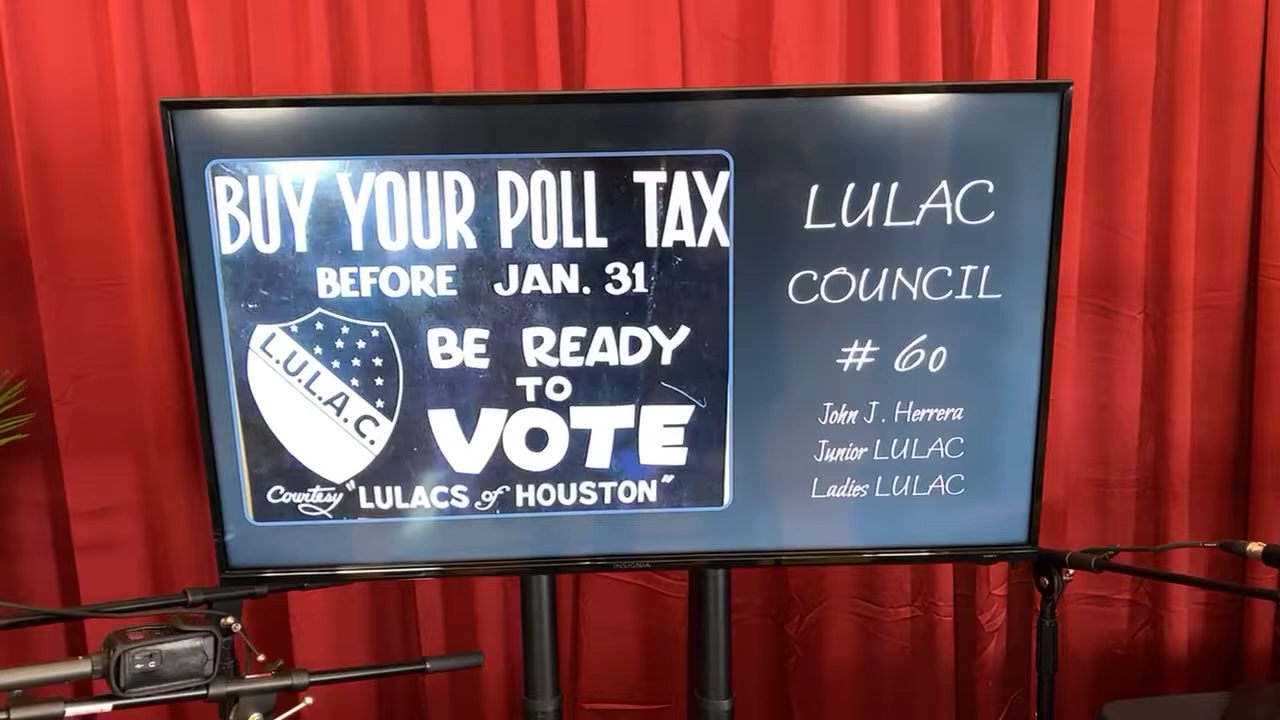 BUY YOUR POLL TAX
BEFORE JAN. 31
L.U.L.A.C.
BE READY
TO
VOTE
Courtesy "LULACS of HOUSTON"
LULAC
COUNCIL
# 60
John J. Herrera
Junior LULAC
Ladies LULAC
INSIGNIA